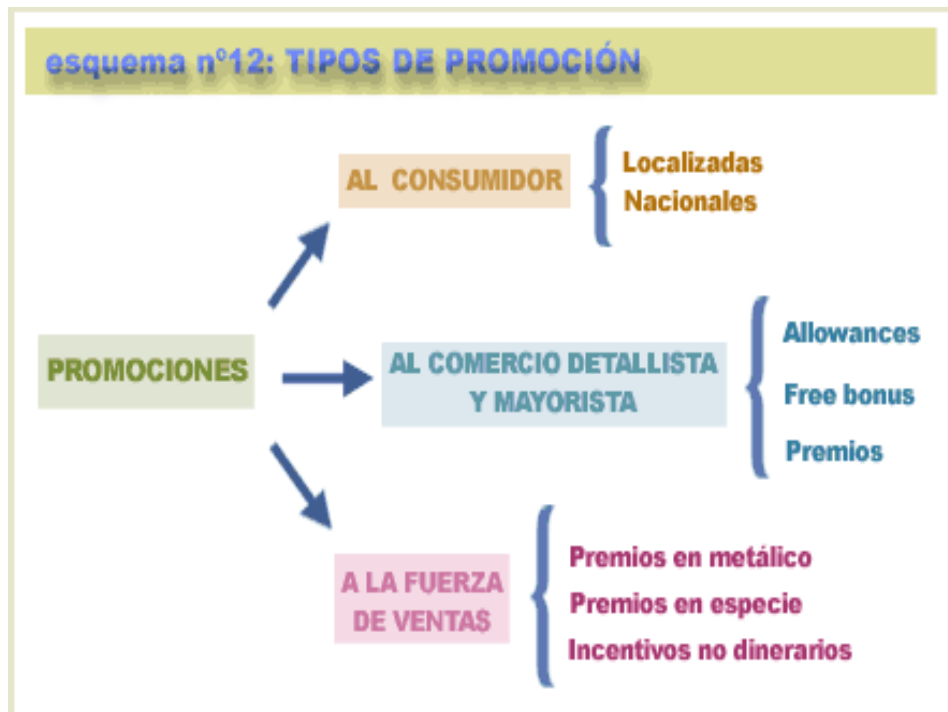 esquema nº12: TIPOS DE PROMOCIÓN
AL CONSUMIDOR
Localizadas
Nacionales
PROMOCIONES
AL COMERCIO DETALLISTA
Y MAYORISTA
Allowances
Free bonus
Premios
A LA FUERZA
DE VENTAS
Premios en metálico
Premios en especie
Incentivos no dinerarios